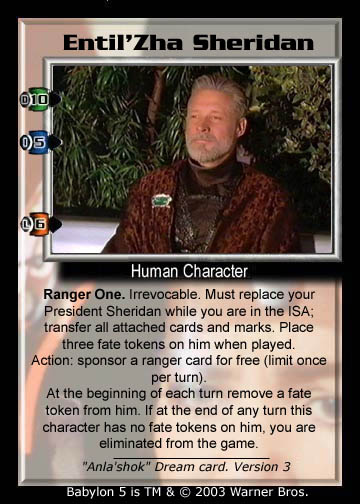 Entil'Zha Sheridan
D10
I5
L6
Human Character
Ranger One. Irrevocable. Must replace your
President Sheridan while you are in the ISA;
transfer all attached cards and marks. Place
three fate tokens on him when played.
Action: sponsor a ranger card for free (limit once
per turn).
At the beginning of each turn remove a fate
token from him. If at the end of any turn this
character has no fate tokens on him, you are
eliminated from the game.
"Anla'shok" Dream card. Version 3
Babylon 5 is TM & © 2003 Warner Bros.